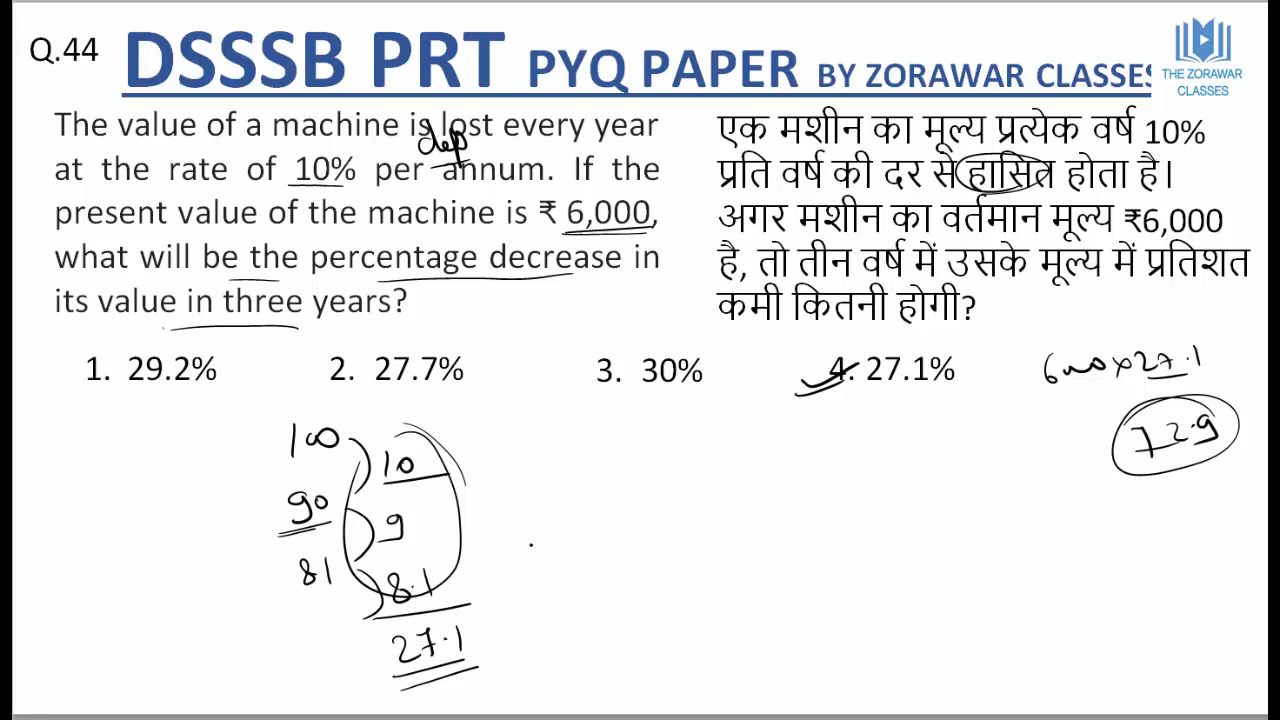 Q.44
DSSSB PRT PYQ PAPER BY ZORAWAR CLASSES
THE ZORAWAR
CLASSES
The value of a machine is lost every year
dep
at the rate of 10% per annum. If the
present value of the machine is ₹ 6,000,
what will be the percentage decrease in
its value in three years?
एक मशीन का मूल्य प्रत्येक वर्ष 10%
प्रति वर्ष की दर से ह्रासित होता है।
अगर मशीन का वर्तमान मूल्य ₹6,000
है, तो तीन वर्ष में उसके मूल्य में प्रतिशत
कमी कितनी होगी?
1. 29.2%
2. 27.7%
3. 30%
4. 27.1%
6000×27.1
72.9
100
10
90
9
81
8.1
27.1